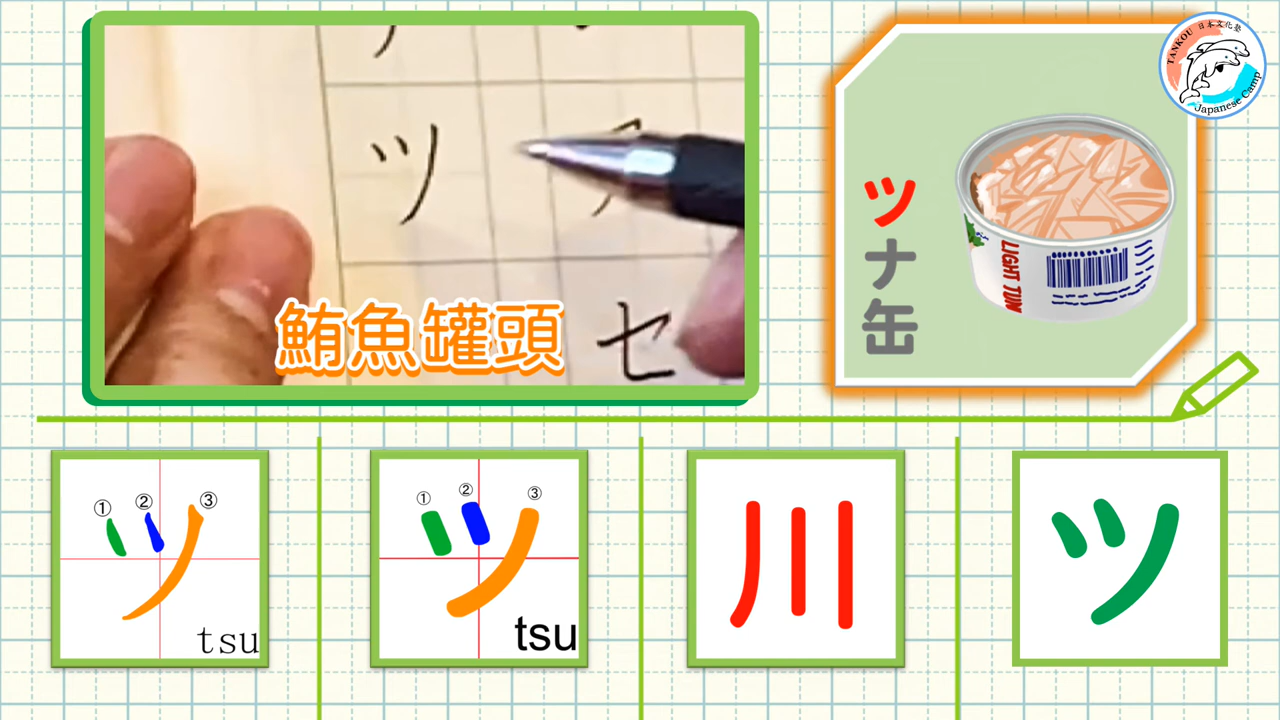 ツ
セ
鮪魚罐頭
ツナ缶
LIGHT TUN
TANKOU 日本文化塾
Japanese Camp
① ② ③
tsu
① ② ③
tsu
川
ツ